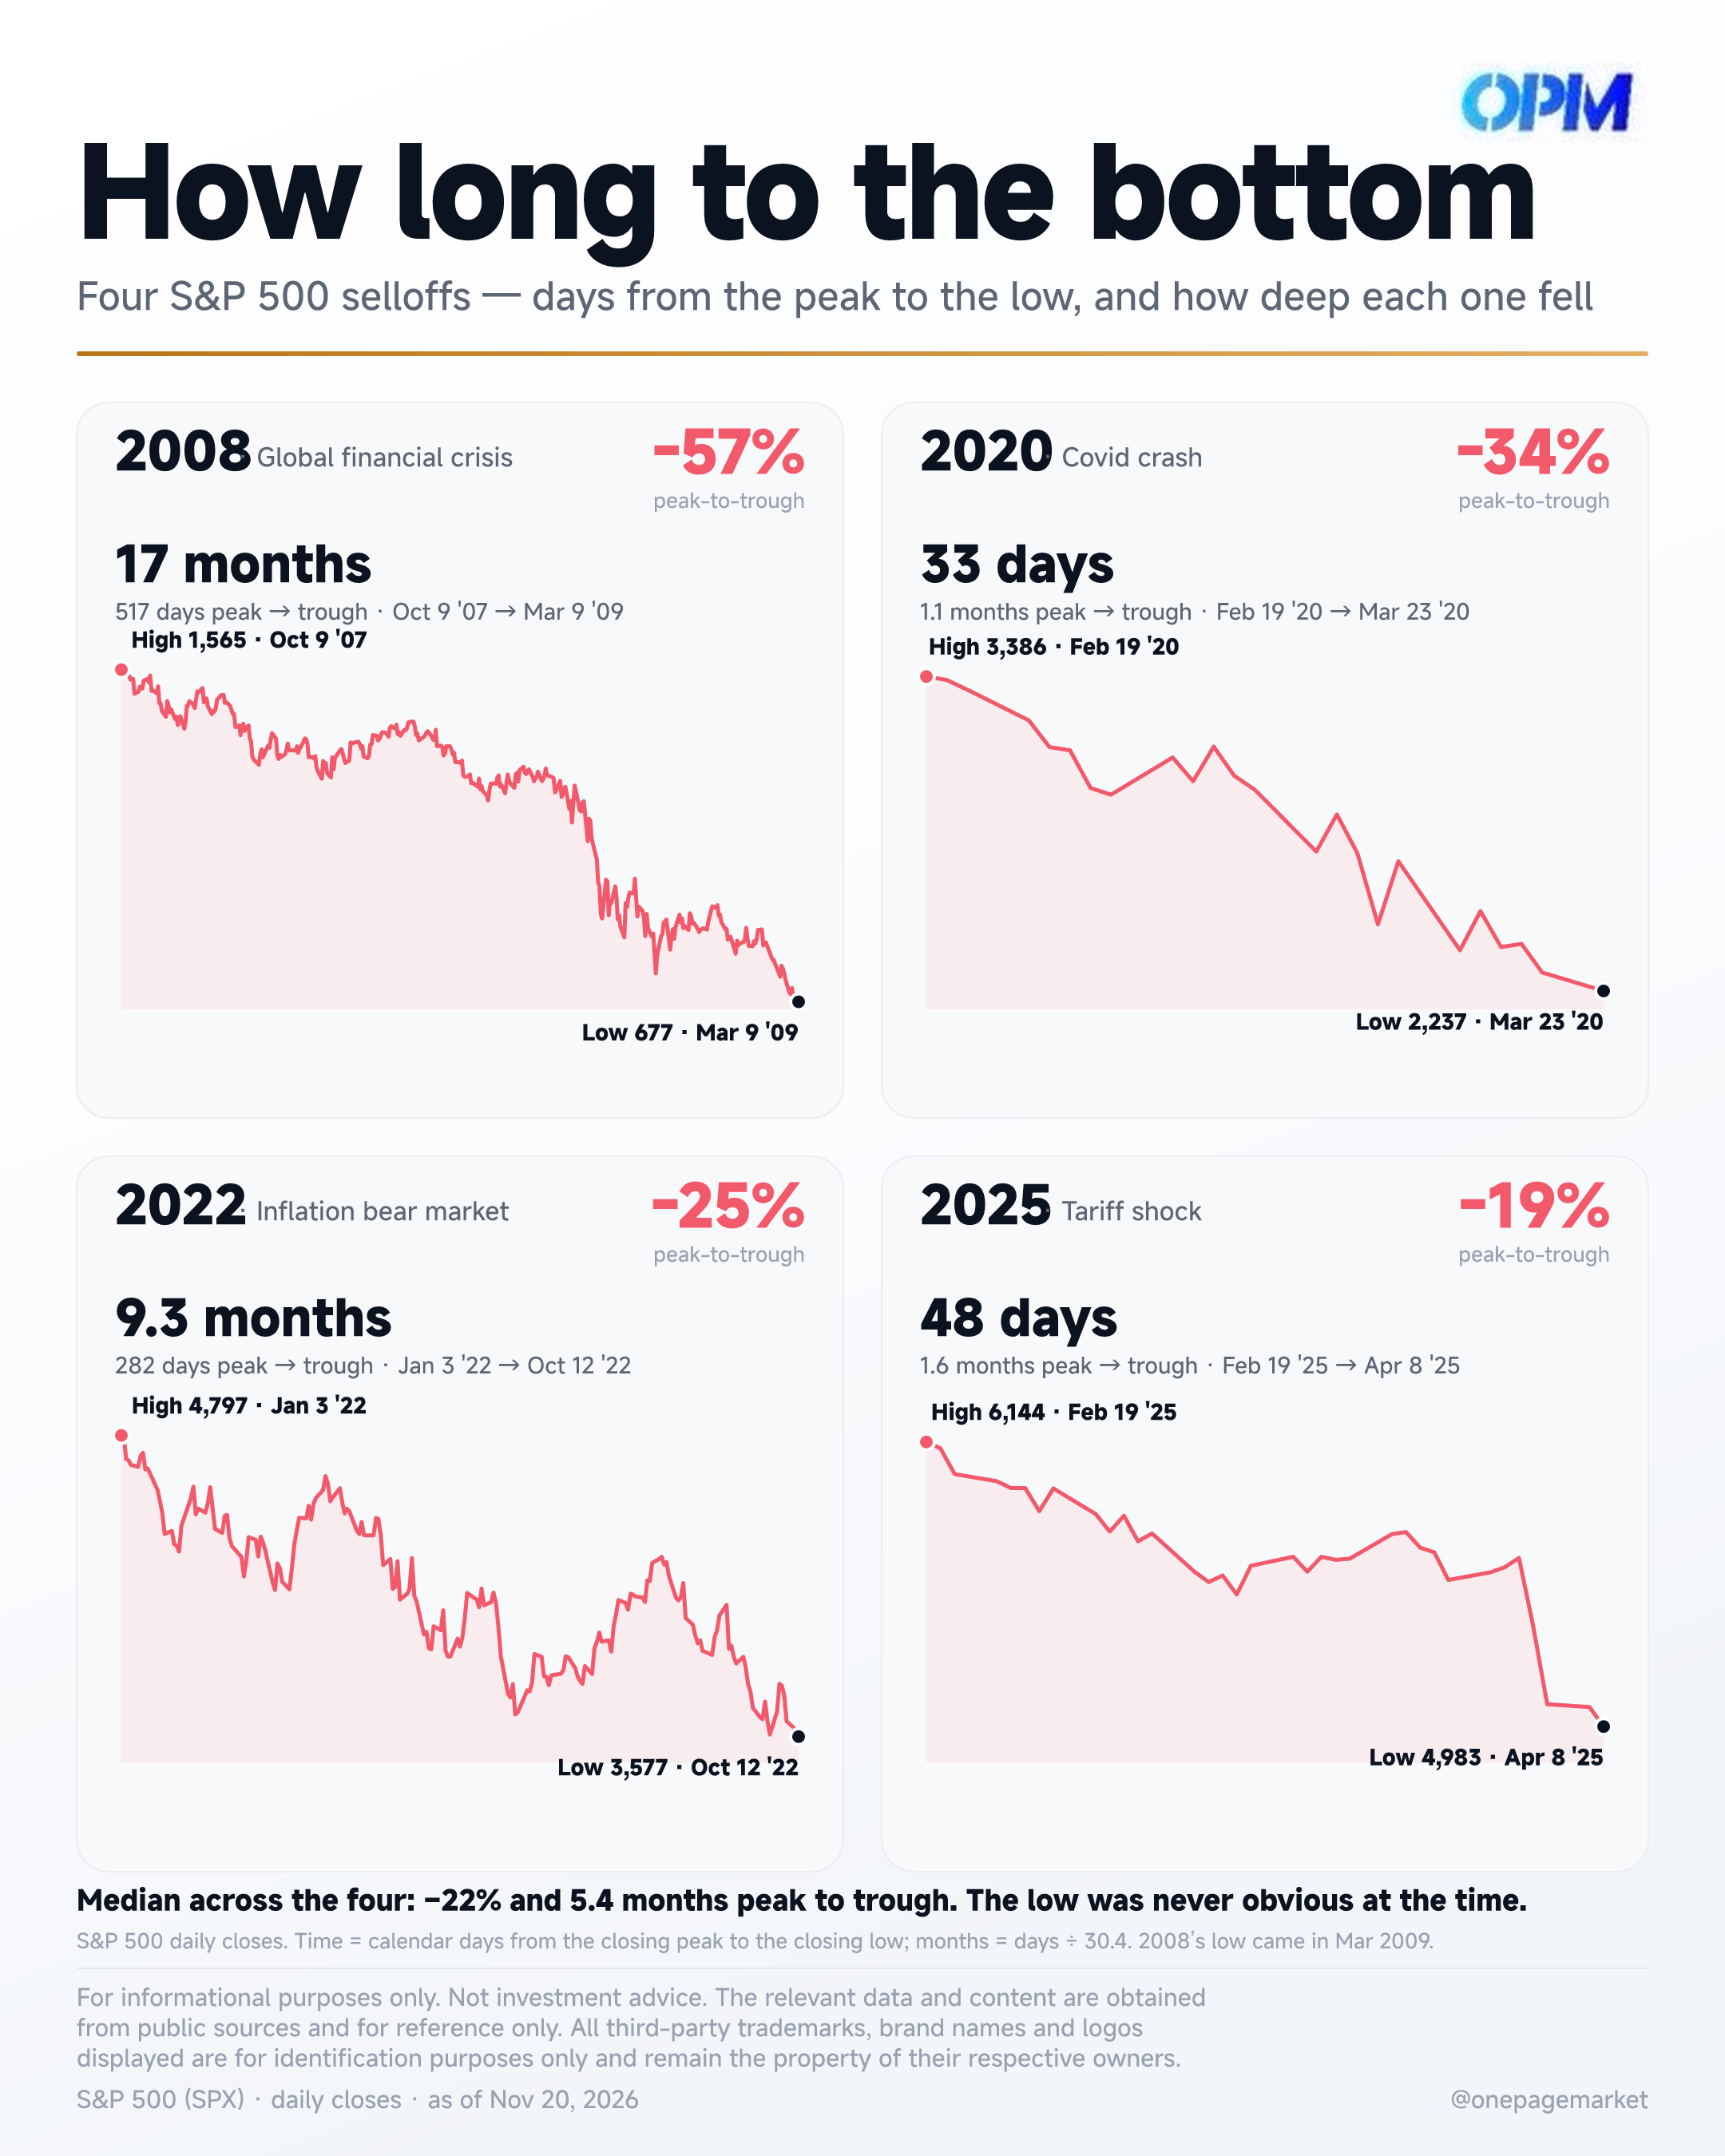 OPM
How long to the bottom
Four S&P 500 selloffs — days from the peak to the low, and how deep each one fell
2008 · Global financial crisis
−57%
peak-to-trough
17 months
517 days peak → trough · Oct 9 '07 → Mar 9 '09
High 1,565 · Oct 9 '07
Low 677 · Mar 9 '09
2020 · Covid crash
−34%
peak-to-trough
33 days
1.1 months peak → trough · Feb 19 '20 → Mar 23 '20
High 3,386 · Feb 19 '20
Low 2,237 · Mar 23 '20
2022 · Inflation bear market
−25%
peak-to-trough
9.3 months
282 days peak → trough · Jan 3 '22 → Oct 12 '22
High 4,797 · Jan 3 '22
Low 3,577 · Oct 12 '22
2025 · Tariff shock
−19%
peak-to-trough
48 days
1.6 months peak → trough · Feb 19 '25 → Apr 8 '25
High 6,144 · Feb 19 '25
Low 4,983 · Apr 8 '25
Median across the four: −22% and 5.4 months peak to trough. The low was never obvious at the time.
S&P 500 daily closes. Time = calendar days from the closing peak to the closing low; months = days ÷ 30.4. 2008’s low came in Mar 2009.
For informational purposes only. Not investment advice. The relevant data and content are obtained
from public sources and for reference only. All third-party trademarks, brand names and logos
displayed are for identification purposes only and remain the property of their respective owners.
S&P 500 (SPX) · daily closes · as of Nov 20, 2026
@onepagemarket